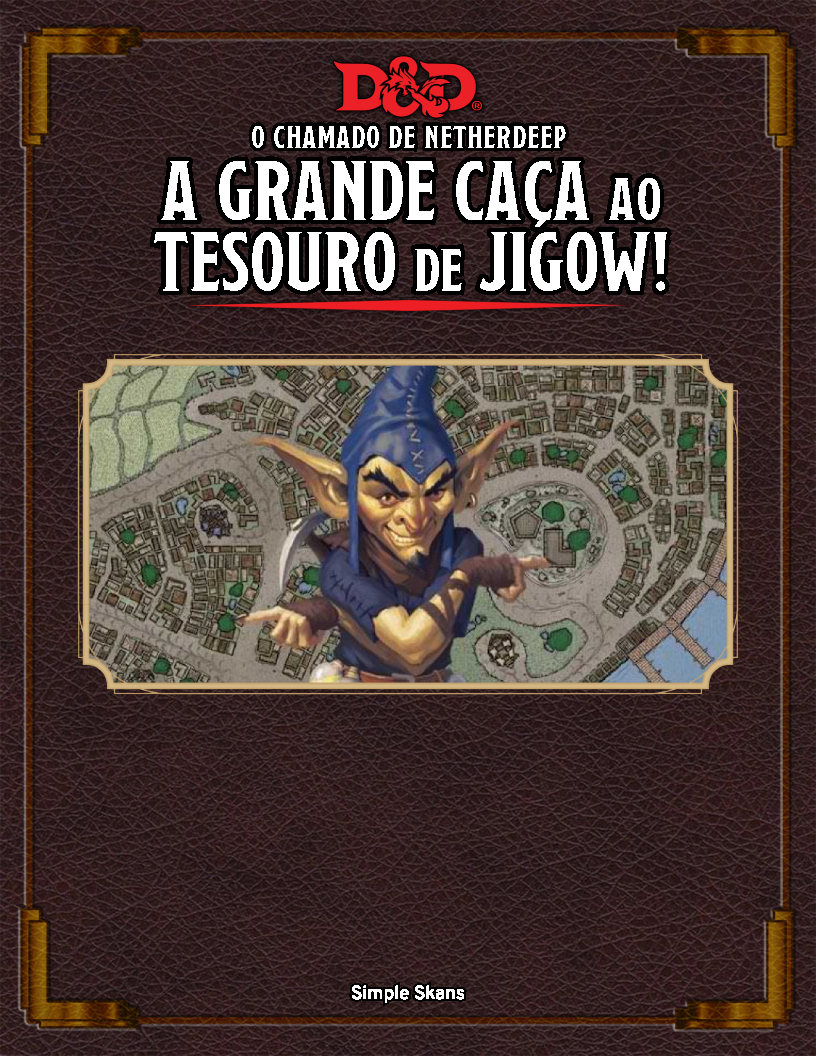 D&D®
O CHAMADO DE NETHERDEEP
A GRANDE CAÇA AO
TESOURO DE JIGOW!
Simple Skans